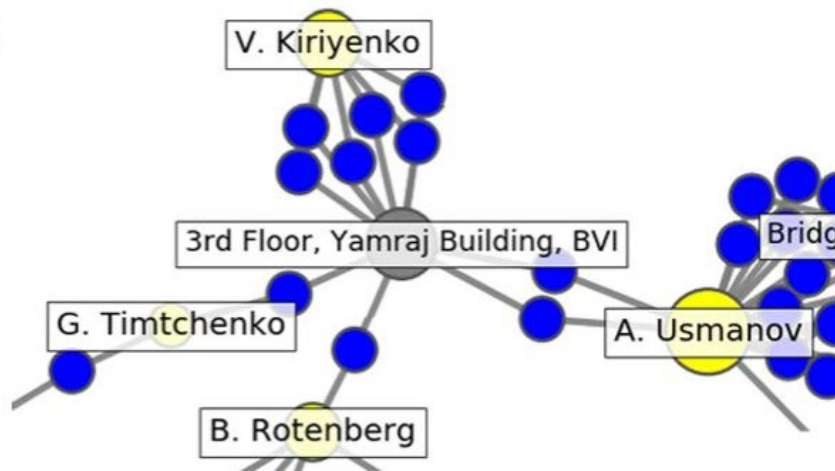 V. Kiriyenko
3rd Floor, Yamraj Building, BVI
Bridg
G. Timtchenko
A. Usmanov
B. Rotenberg